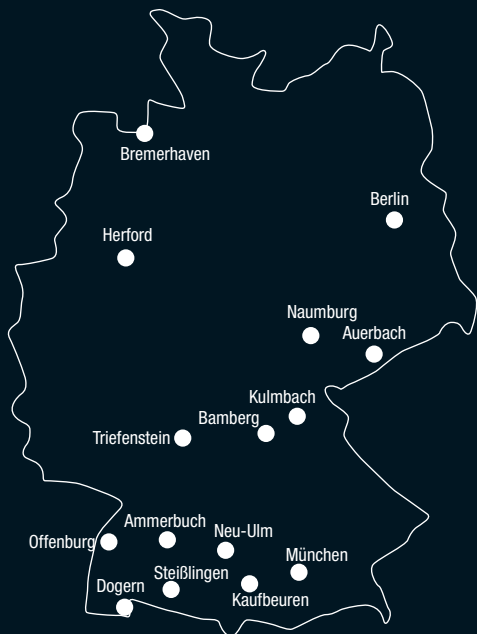 Bremerhaven
Berlin
Herford
Naumburg
Auerbach
Kulmbach
Bamberg
Triefenstein
Ammerbuch
Neu-Ulm
Offenburg
München
Steißlingen
Dogern
Kaufbeuren